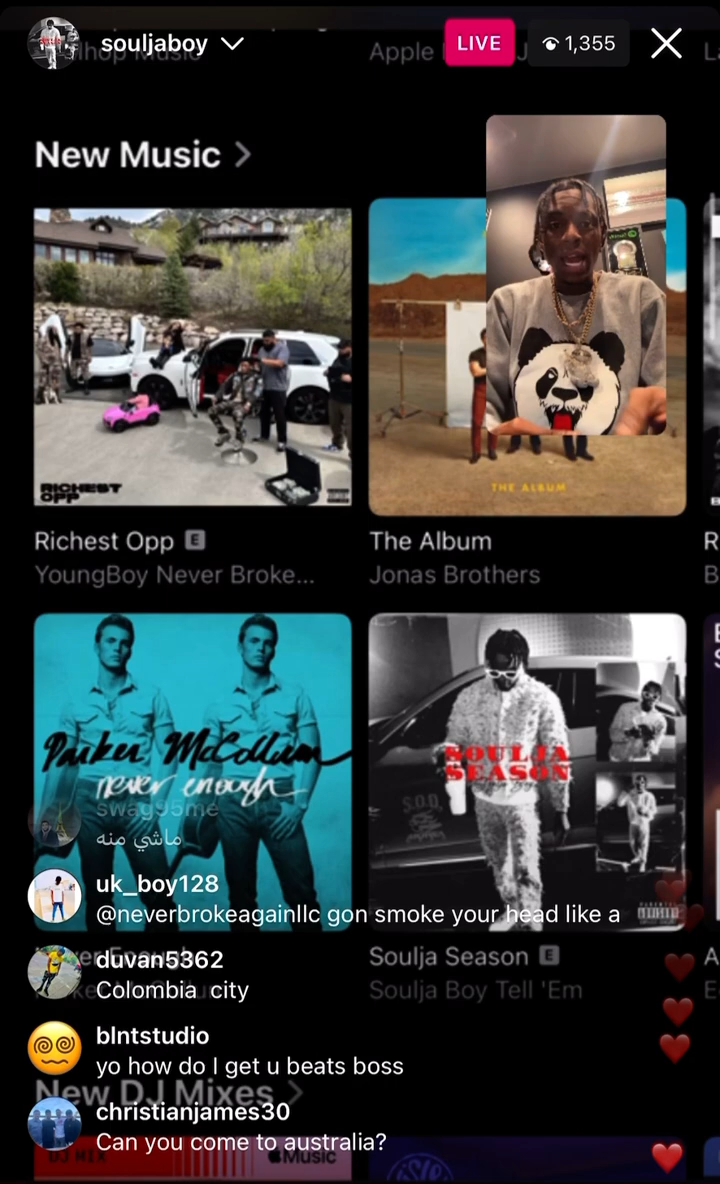 souljaboy
LIVE
1,355
Apple
New Music
RICHEST
OPP
THE ALBUM
Richest Opp E
YoungBoy Never Broke...
The Album
Jonas Brothers
R
B
Parker McCollum
never enough
SOULJA
SEASON
S.O.D.
swag95me
ماشي منه
uk_boy128
@neverbrokeagainllc gon smoke your head like a
duvan5362
Colombia city
Soulja Season E
Soulja Boy Tell 'Em
A
E
blntstudio
yo how do I get u beats boss
New DJ Mixes
christianjames30
Can you come to australia?
DJ MIX
Music